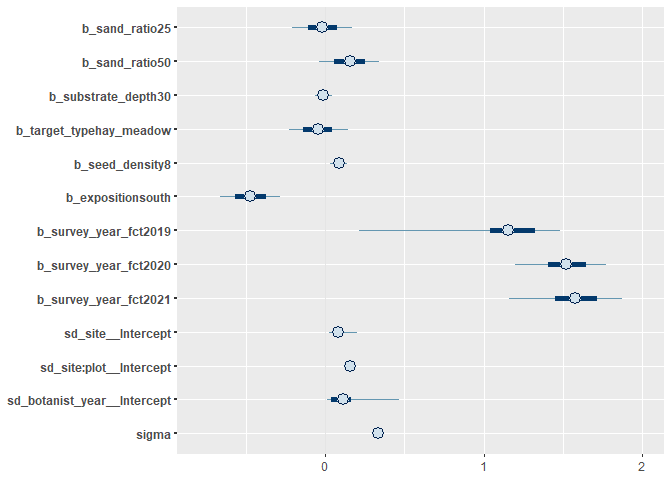 b_sand_ratio25
b_sand_ratio50
b_substrate_depth30
b_target_typehay_meadow
b_seed_density8
b_expositionsouth
b_survey_year_fct2019
b_survey_year_fct2020
b_survey_year_fct2021
sd_site__Intercept
sd_site:plot__Intercept
sd_botanist_year__Intercept
sigma
0 1 2